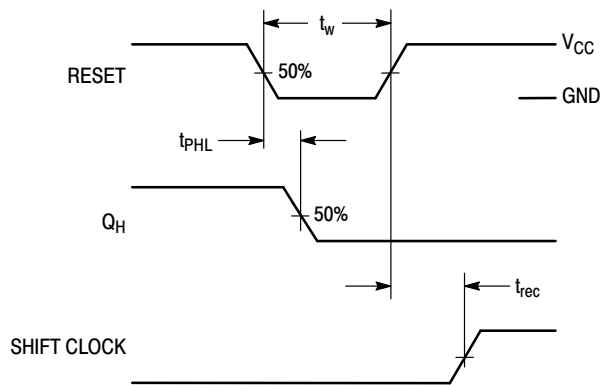 t_w
V_CC
RESET
50%
GND
t_PHL
Q_H
50%
t_rec
SHIFT CLOCK